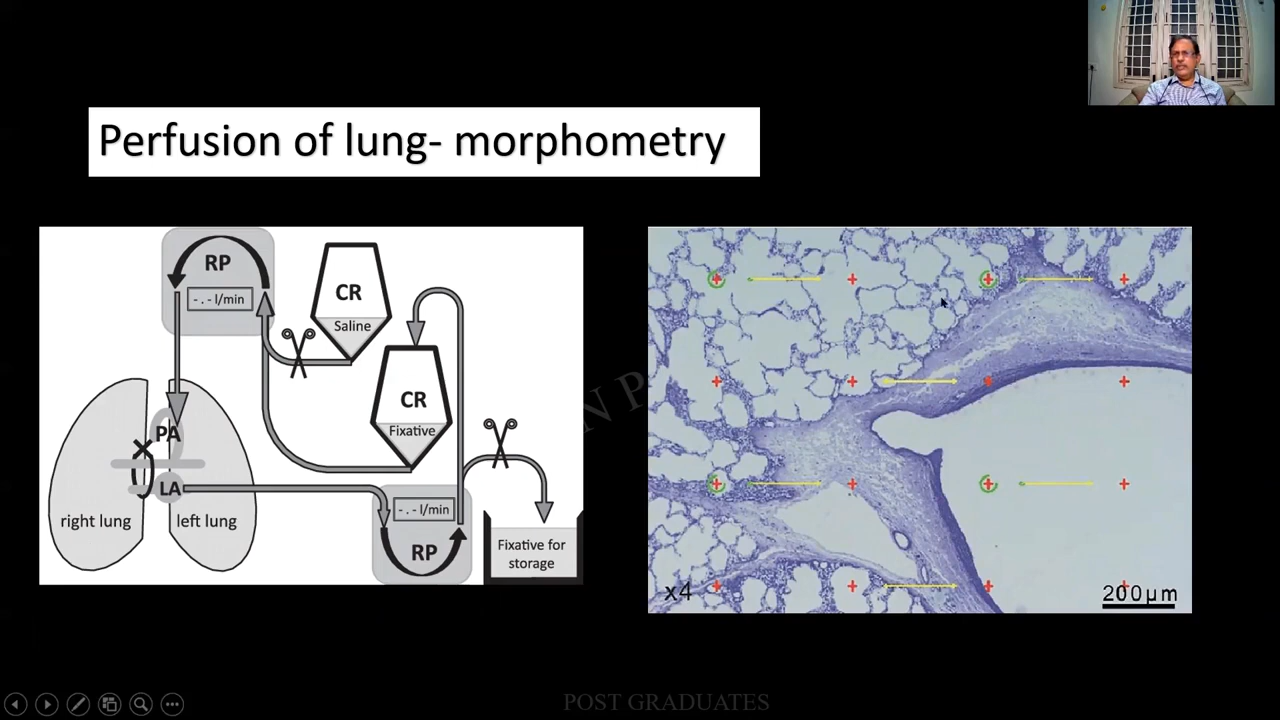 Perfusion of lung- morphometry
RP
- . - l/min
CR
Saline
CR
Fixative
PA
LA
right lung
left lung
- . - l/min
RP
Fixative for
storage
x4
200µm
N P
POST GRADUATES